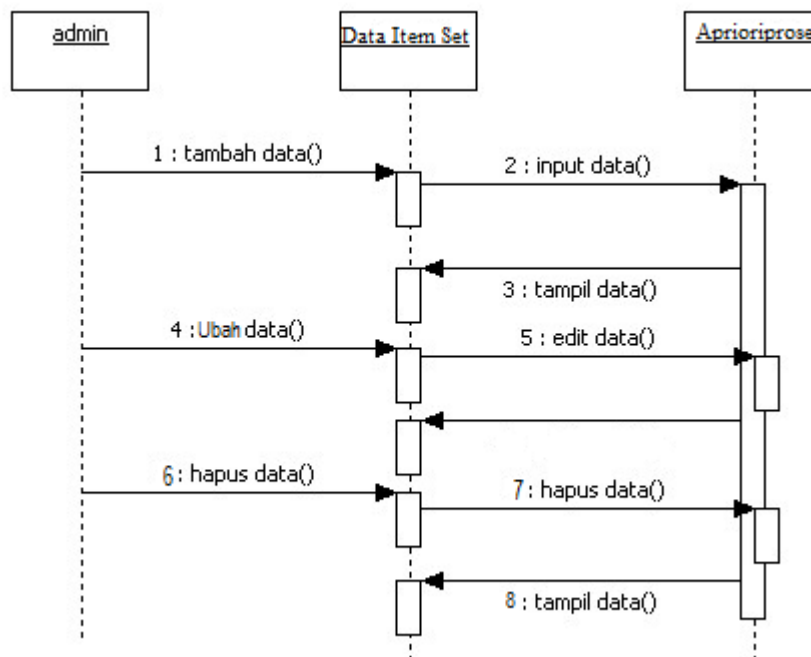 admin
Data Item Set
Aprioriprose
1 : tambah data()
2 : input data()
3 : tampil data()
4 : Ubah data()
5 : edit data()
6 : hapus data()
7 : hapus data()
8 : tampil data()